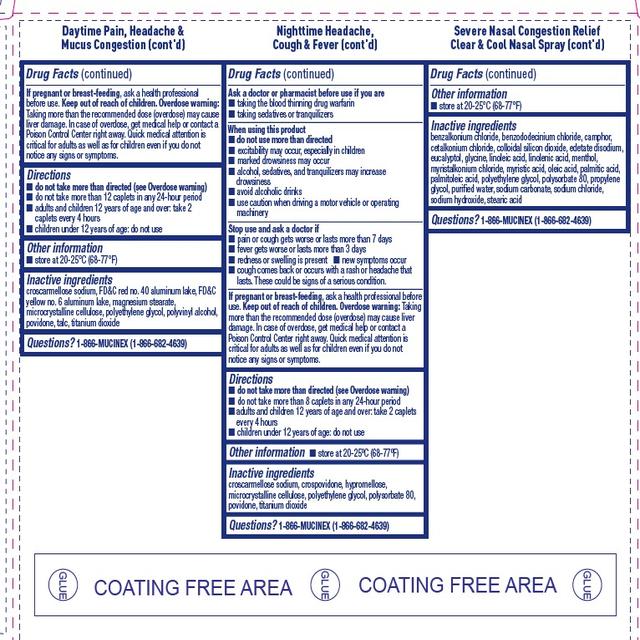 Daytime Pain, Headache &
Mucus Congestion (cont'd)
Drug Facts (continued)
If pregnant or breast-feeding, ask a health professional
before use. Keep out of reach of children. Overdose warning:
Taking more than the recommended dose (overdose) may cause
liver damage. In case of overdose, get medical help or contact a
Poison Control Center right away. Quick medical attention is
critical for adults as well as for children even if you do not
notice any signs or symptoms.
Directions
■ do not take more than directed (see Overdose warning)
■ do not take more than 12 caplets in any 24-hour period
■ adults and children 12 years of age and over: take 2
caplets every 4 hours
■ children under 12 years of age: do not use
Other information
■ store at 20-25°C (68-77°F)
Inactive ingredients
croscarmellose sodium, FD&C red no. 40 aluminum lake, FD&C
yellow no. 6 aluminum lake, magnesium stearate,
microcrystalline cellulose, polyethylene glycol, polyvinyl alcohol,
povidone, talc, titanium dioxide
Questions? 1-866-MUCINEX (1-866-682-4639)
Nighttime Headache,
Cough & Fever (cont'd)
Drug Facts (continued)
Ask a doctor or pharmacist before use if you are
■ taking the blood thinning drug warfarin
■ taking sedatives or tranquilizers
When using this product
■ do not use more than directed
■ excitability may occur, especially in children
■ marked drowsiness may occur
■ alcohol, sedatives, and tranquilizers may increase
drowsiness
■ avoid alcoholic drinks
■ use caution when driving a motor vehicle or operating
machinery
Stop use and ask a doctor if
■ pain or cough gets worse or lasts more than 7 days
■ fever gets worse or lasts more than 3 days
■ redness or swelling is present ■ new symptoms occur
■ cough comes back or occurs with a rash or headache that
lasts. These could be signs of a serious condition.
If pregnant or breast-feeding, ask a health professional before
use. Keep out of reach of children. Overdose warning: Taking
more than the recommended dose (overdose) may cause liver
damage. In case of overdose, get medical help or contact a
Poison Control Center right away. Quick medical attention is
critical for adults as well as for children even if you do not
notice any signs or symptoms.
Directions
■ do not take more than directed (see Overdose warning)
■ do not take more than 8 caplets in any 24-hour period
■ adults and children 12 years of age and over: take 2 caplets
every 4 hours
■ children under 12 years of age: do not use
Other information ■ store at 20-25°C (68-77°F)
Inactive ingredients
croscarmellose sodium, crospovidone, hypromellose,
microcrystalline cellulose, polyethylene glycol, polysorbate 80,
povidone, titanium dioxide
Questions? 1-866-MUCINEX (1-866-682-4639)
Severe Nasal Congestion Relief
Clear & Cool Nasal Spray (cont'd)
Drug Facts (continued)
Other information
■ store at 20-25°C (68-77°F)
Inactive ingredients
benzalkonium chloride, benzododecinium chloride, camphor,
cetalkonium chloride, colloidal silicon dioxide, edetate disodium,
eucalyptol, glycine, linoleic acid, linolenic acid, menthol,
myristalkonium chloride, myristic acid, oleic acid, palmitic acid,
palmitoleic acid, polyethylene glycol, polysorbate 80, propylene
glycol, purified water, sodium carbonate, sodium chloride,
sodium hydroxide, stearic acid
Questions? 1-866-MUCINEX (1-866-682-4639)
GLUE COATING FREE AREA GLUE COATING FREE AREA GLUE